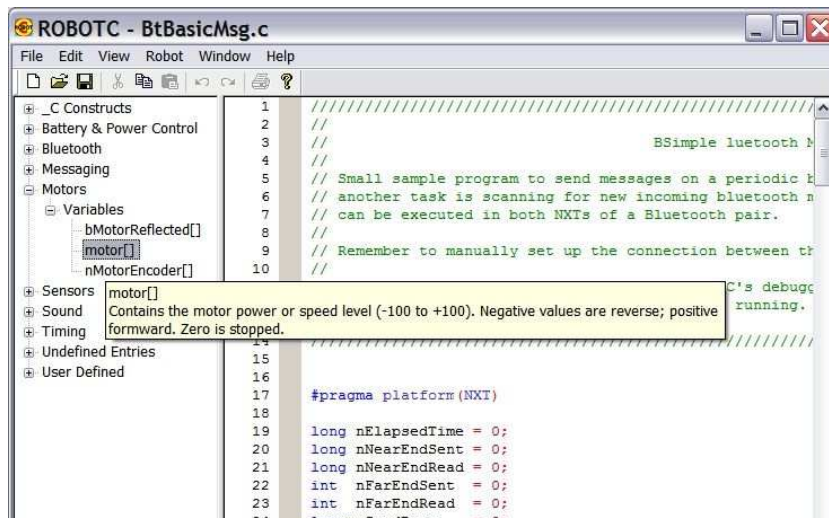 ROBOTC - BtBasicMsg.c
File Edit View Robot Window Help
_C Constructs
Battery & Power Control
Bluetooth
Messaging
Motors
Variables
bMotorReflected[]
motor[]
nMotorEncoder[]
Sensors
Sound
Timing
Undefined Entries
User Defined
motor[]
Contains the motor power or speed level (-100 to +100). Negative values are reverse; positive
formward. Zero is stopped.
1 ////////////////////////////////////////////////////////
2 //
3 // BSimple luetooth M
4 //
5 // Small sample program to send messages on a periodic b
6 // another task is scanning for new incoming bluetooth m
7 // can be executed in both NXTs of a Bluetooth pair.
8 //
9 // Remember to manually set up the connection between th
10 //
C's debugg
running.
14 ////////////////////////////////////////////////////////
15
16
17 #pragma platform(NXT)
18
19 long nElapsedTime = 0;
20 long nNearEndSent = 0;
21 long nNearEndRead = 0;
22 int nFarEndSent = 0;
23 int nFarEndRead = 0;